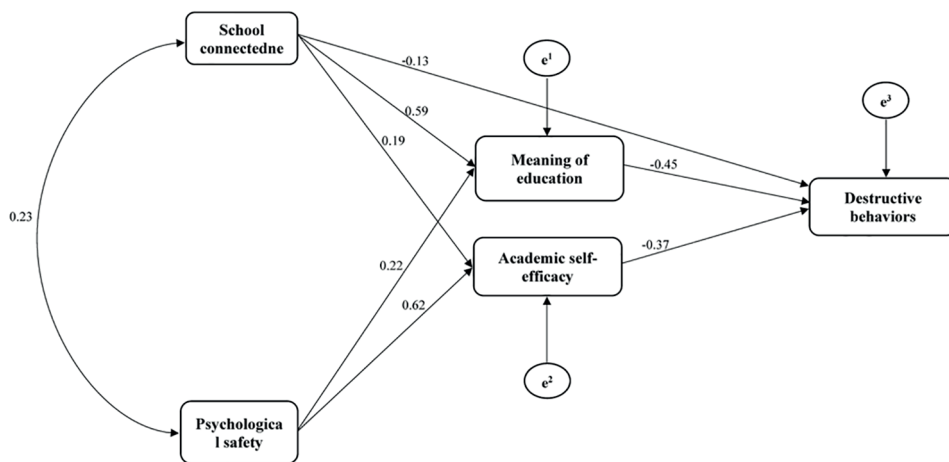 School
connectedne
-0.13
e1
e3
0.59
0.19
Meaning of
education
-0.45
Destructive
behaviors
0.23
0.22
Academic self-
efficacy
-0.37
0.62
e2
Psychologica
l safety